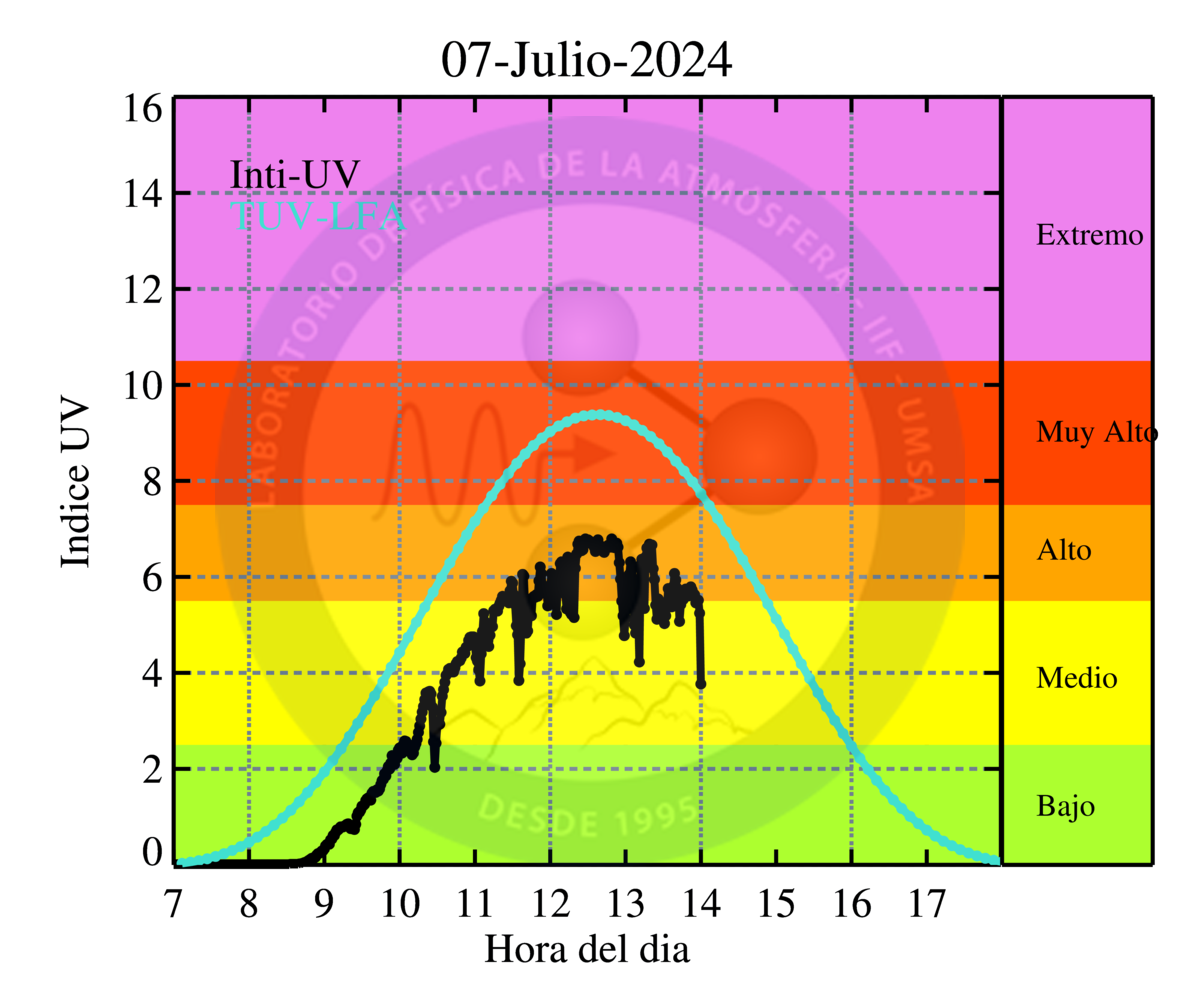 07-Julio-2024
16
14
12
10
8
6
4
2
0
Indice UV
Inti-UV
TUV-LFA
LABORATORIO DE FÍSICA DE LA ATMÓSFERA - IIF - UMSA
DESDE 1995
Extremo
Muy Alto
Alto
Medio
Bajo
7 8 9 10 11 12 13 14 15 16 17
Hora del dia